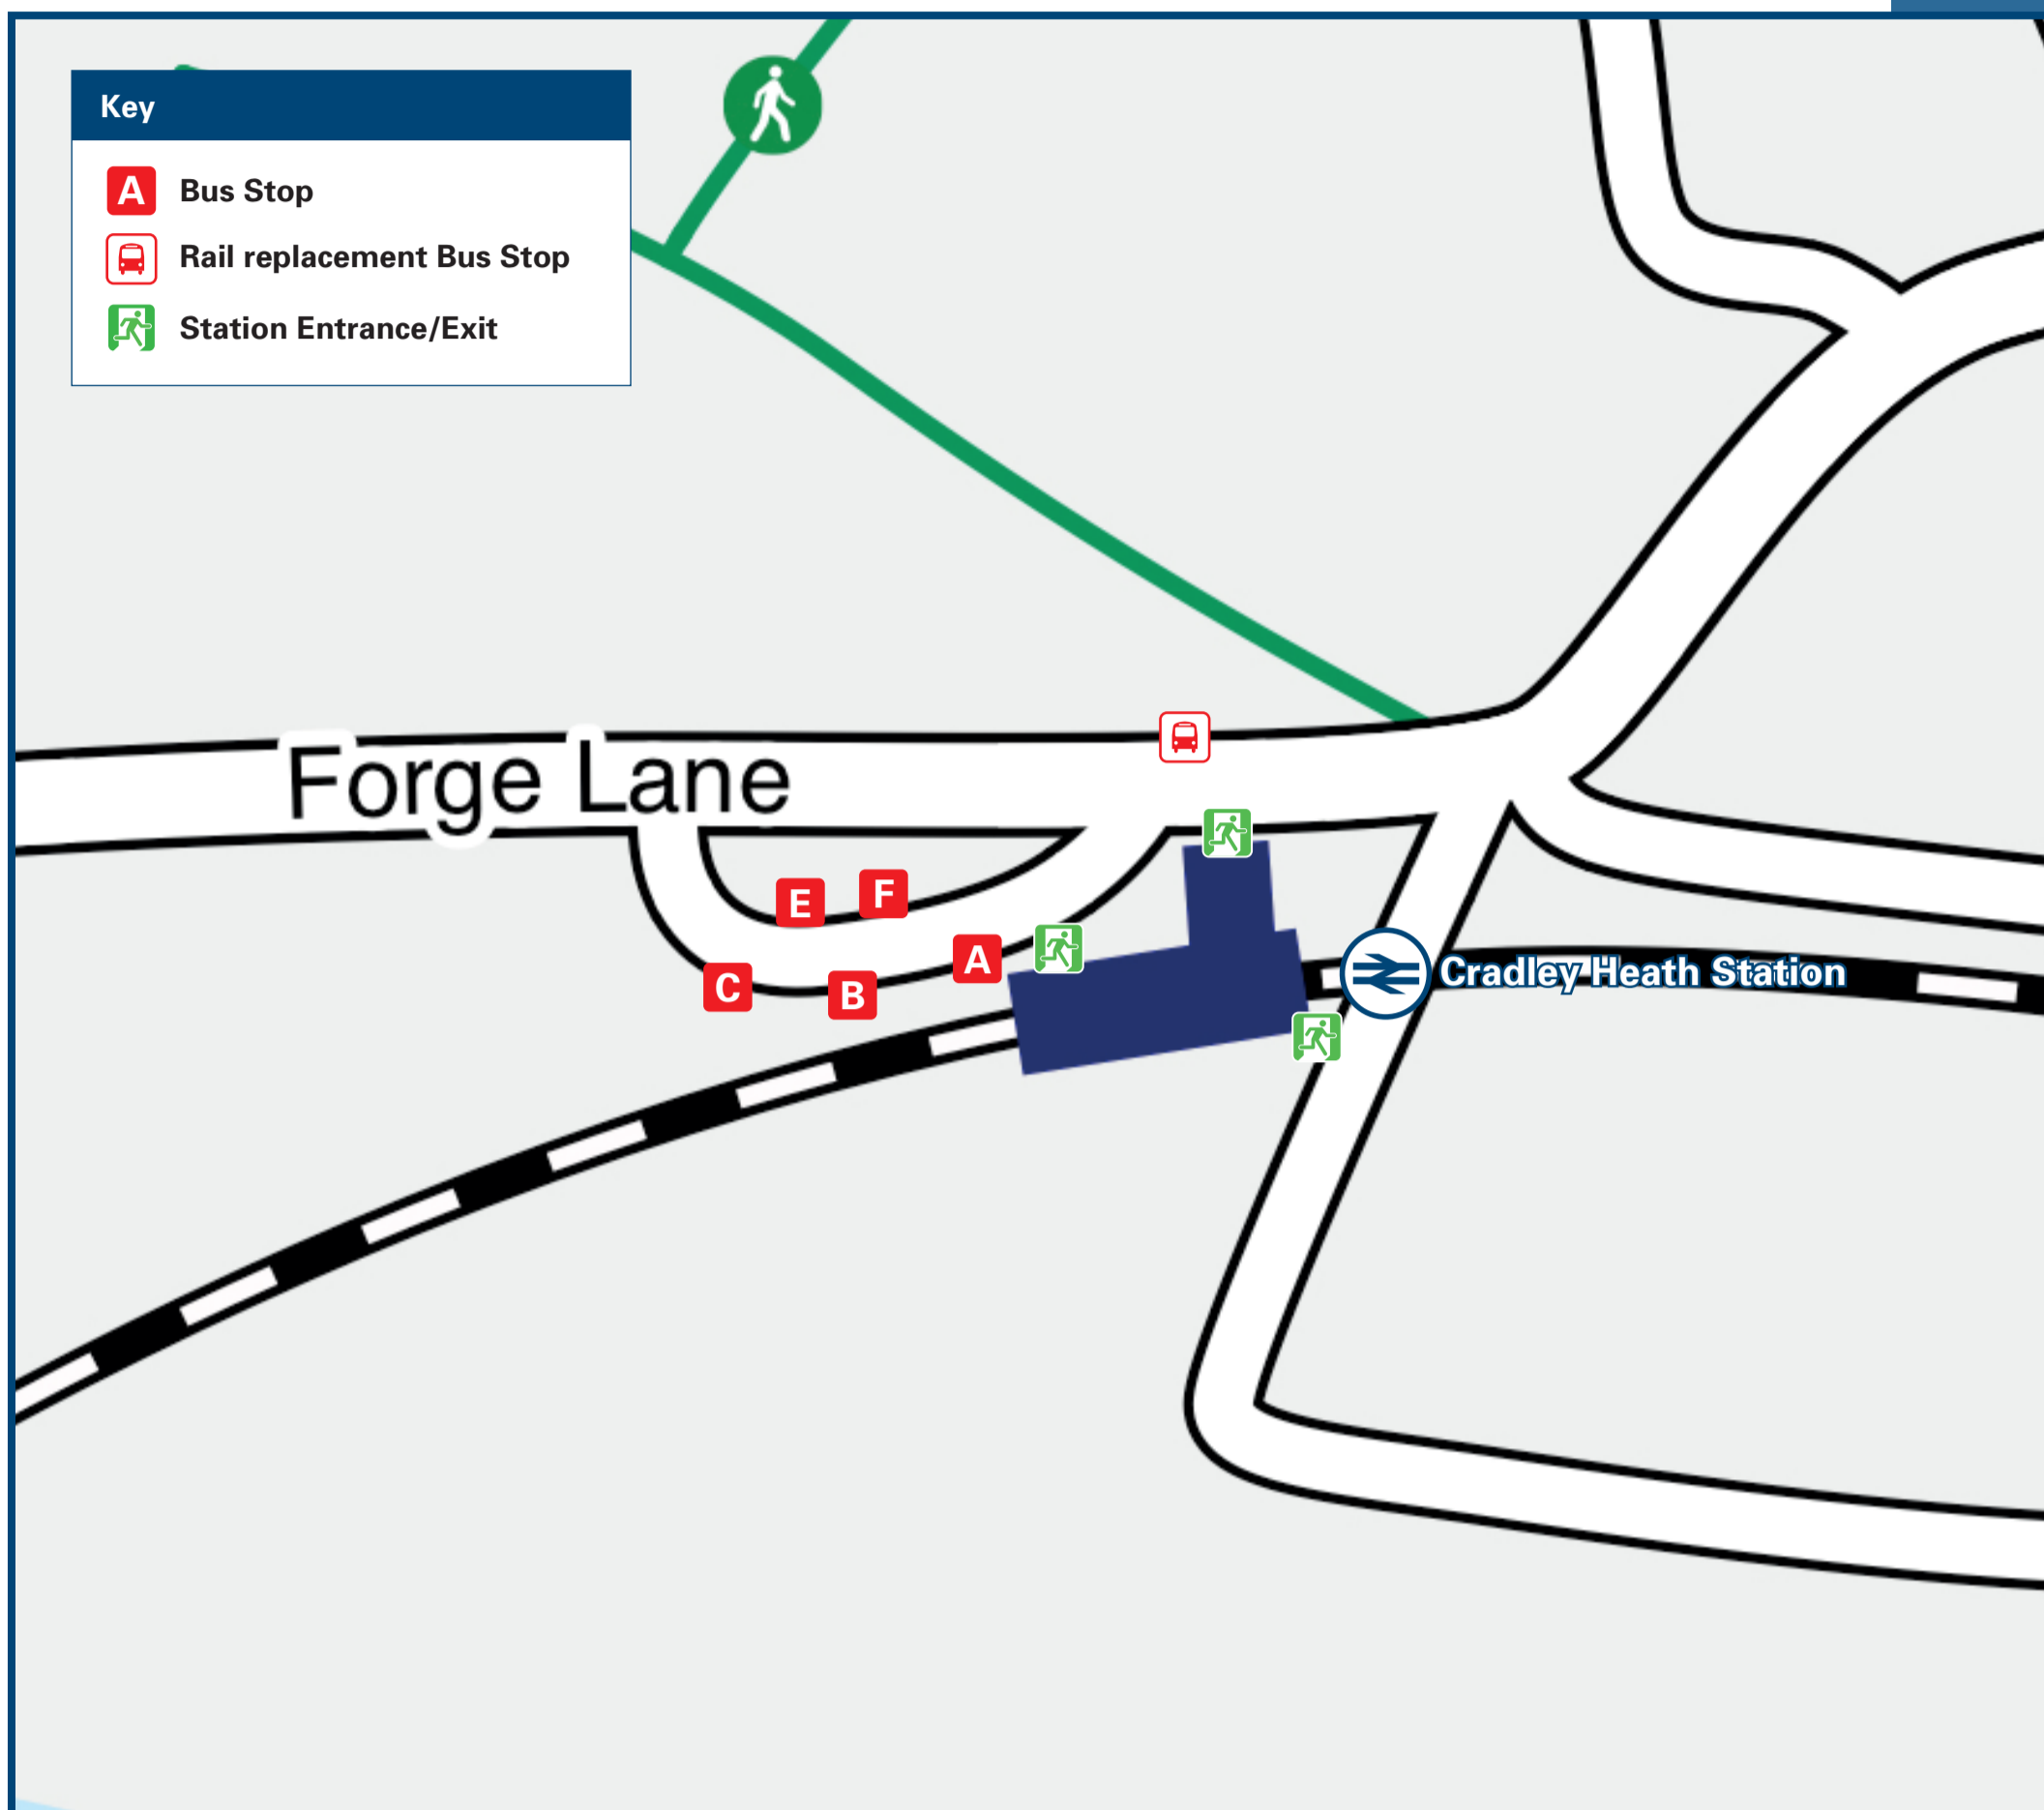 Key
A Bus Stop
Rail replacement Bus Stop
Station Entrance/Exit
Forge Lane
E
F
A
C
B
Cradley Heath Station